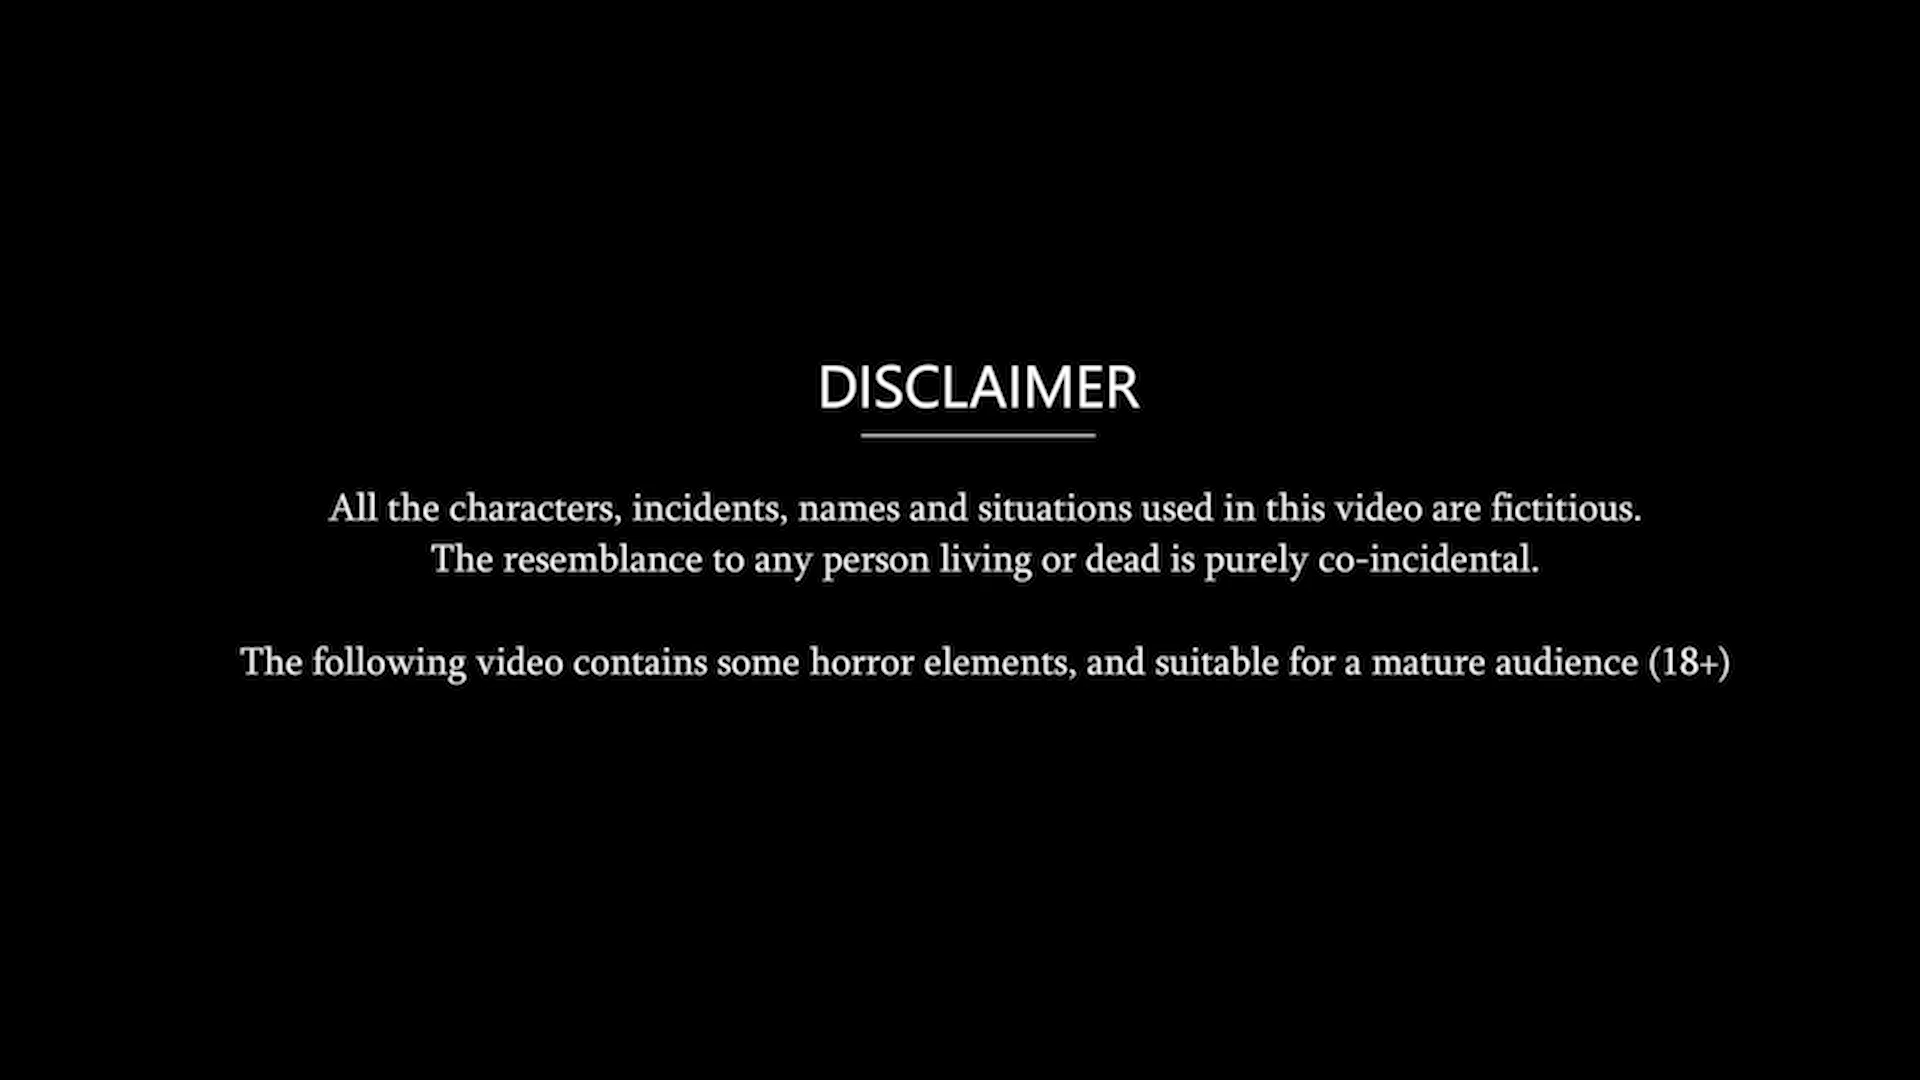 DISCLAIMER
All the characters, incidents, names and situations used in this video are fictitious.
The resemblance to any person living or dead is purely co-incidental.
The following video contains some horror elements, and suitable for a mature audience (18+)